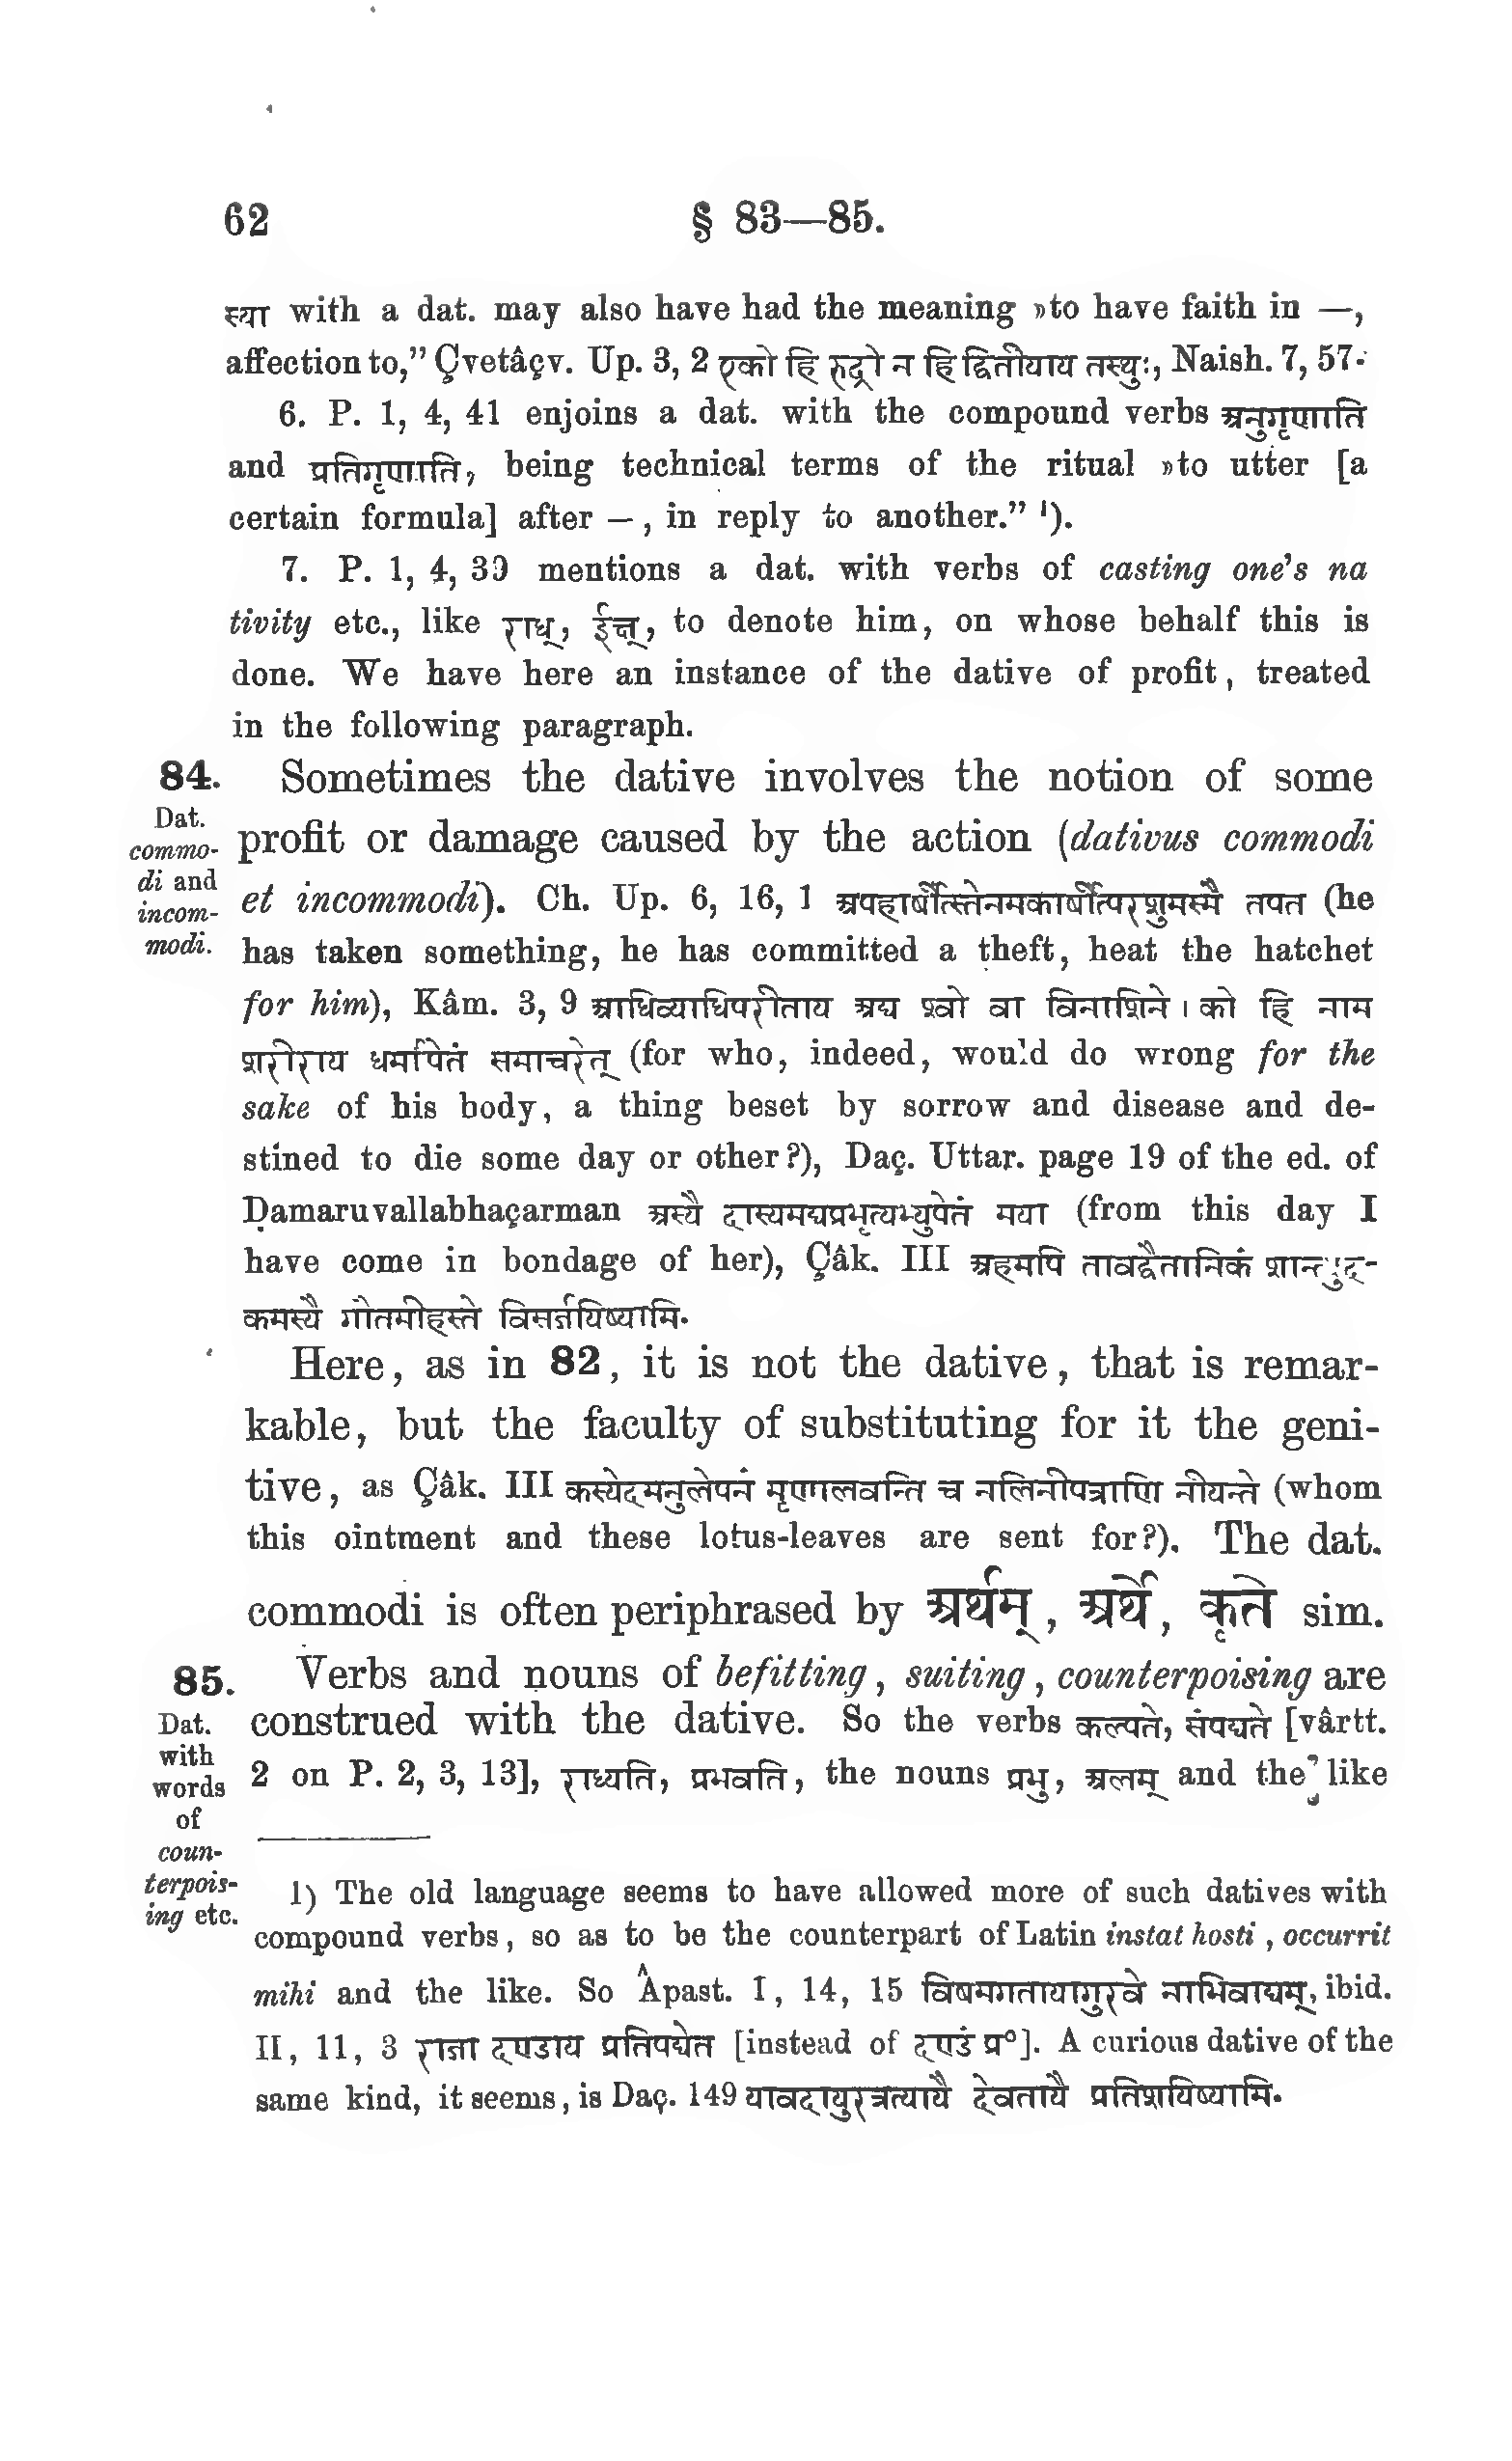 62 § 83—85.
स्था with a dat. may also have had the meaning »to have faith in —,
affection to,” Çvetâçv. Up. 3, 2 एको हि रुद्रो न हि द्वितीयाय तस्थुः, Naish. 7, 57.
6. P. 1, 4, 41 enjoins a dat. with the compound verbs अनुगृणाति
and प्रतिगृणाति, being technical terms of the ritual »to utter [a
certain formula] after —, in reply to another.” ¹).
7. P. 1, 4, 39 mentions a dat. with verbs of casting one’s na
tivity etc., like राध्, ईक्ष्, to denote him, on whose behalf this is
done. We have here an instance of the dative of profit, treated
in the following paragraph.
84. Sometimes the dative involves the notion of some
Dat.
commo-
di and
incom-
modi.
profit or damage caused by the action (dativus commodi
et incommodi). Ch. Up. 6, 16, 1 अपहार्षीत्स्तेनमकार्षीत्परशुमस्मै तपत (he
has taken something, he has committed a theft, heat the hatchet
for him), Kâm. 3, 9 आधिव्याधिपरीताय अद्य श्वो वा विनाशिने । को हि नाम
शरीराय धर्मापेतं समाचरेत् (for who, indeed, would do wrong for the
sake of his body, a thing beset by sorrow and disease and de-
stined to die some day or other?), Daç. Uttar. page 19 of the ed. of
Ḍamaruvallabhaçarman अस्यै दास्यमद्यप्रभृत्यभ्युपेतं मया (from this day I
have come in bondage of her), Çâk. III अहमपि तावद्वैतानिकं शान्त्युद-
कमस्यै गौतमीहस्ते विसर्जयिष्यामि.
Here, as in 82, it is not the dative, that is remar-
kable, but the faculty of substituting for it the geni-
tive, as Çâk. III कस्येदमनुलेपनं मृणालवन्ति च नलिनीपत्राणि नीयन्ते (whom
this ointment and these lotus-leaves are sent for?). The dat.
commodi is often periphrased by अर्थम्, अर्थे, कृते sim.
85. Verbs and nouns of befitting, suiting, counterpoising are
Dat.
with
words
of
coun-
terpois-
ing etc.
construed with the dative. So the verbs कल्पते, संपद्यते [vârtt.
2 on P. 2, 3, 13], राध्यति, प्रभवति, the nouns प्रभु, अलम् and the like
1) The old language seems to have allowed more of such datives with
compound verbs, so as to be the counterpart of Latin instat hosti, occurrit
mihi and the like. So Âpast. I, 14, 15 विषमगतायागुरवे नाभिवाद्यम्, ibid.
II, 11, 3 राज्ञा दण्डाय प्रतिपद्येत [instead of दण्डं प्र°]. A curious dative of the
same kind, it seems, is Daç. 149 यावदायुरत्रत्यायै देवतायै प्रतिशयिष्यामि.